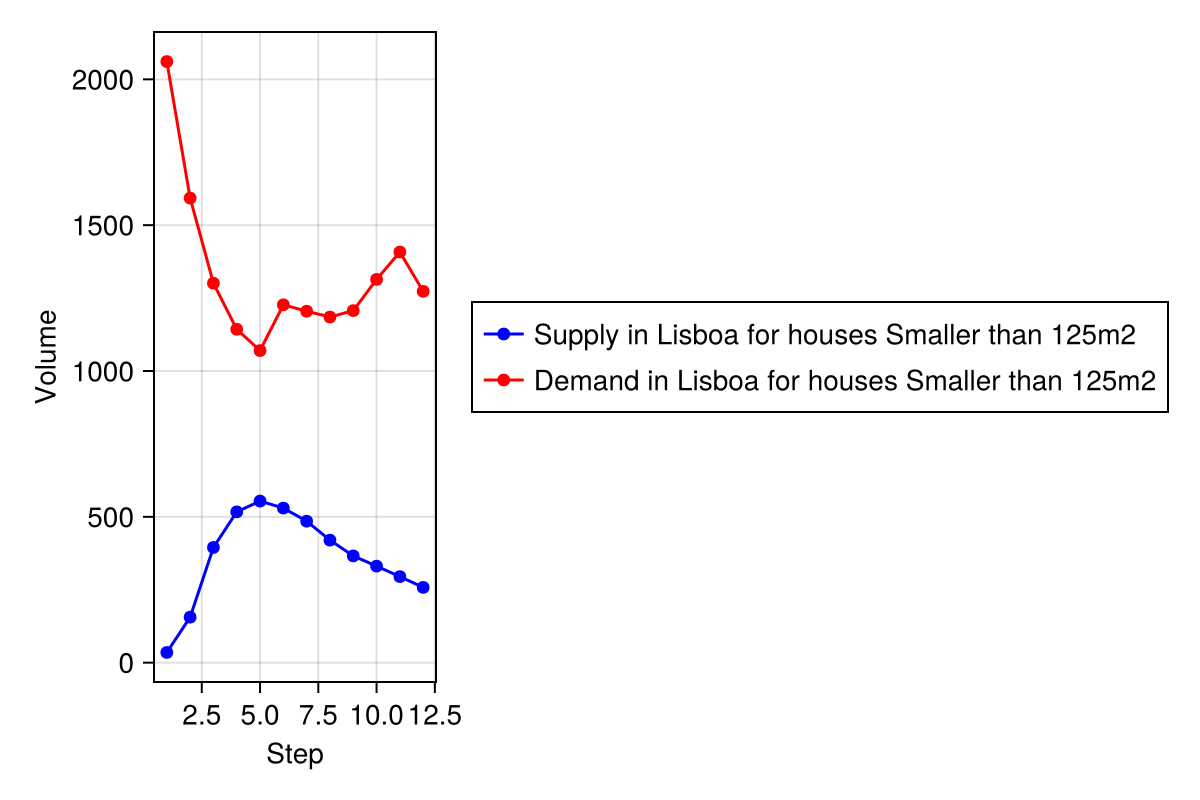 2000
1500
1000
500
0
Volume
2.5 5.0 7.5 10.0 12.5
Step
Supply in Lisboa for houses Smaller than 125m2
Demand in Lisboa for houses Smaller than 125m2